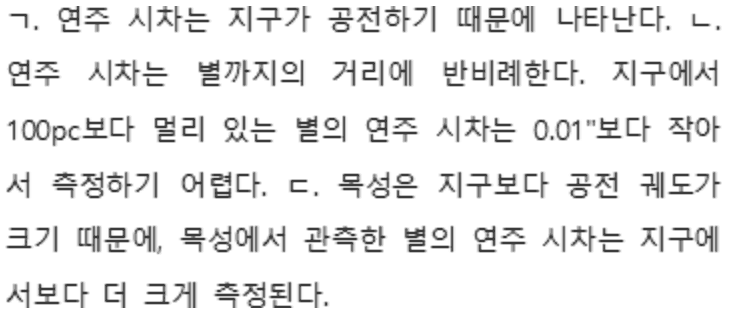 ㄱ. 연주 시차는 지구가 공전하기 때문에 나타난다. ㄴ.
연주 시차는 별까지의 거리에 반비례한다. 지구에서
100pc보다 멀리 있는 별의 연주 시차는 0.01"보다 작아
서 측정하기 어렵다. ㄷ. 목성은 지구보다 공전 궤도가
크기 때문에, 목성에서 관측한 별의 연주 시차는 지구에
서보다 더 크게 측정된다.